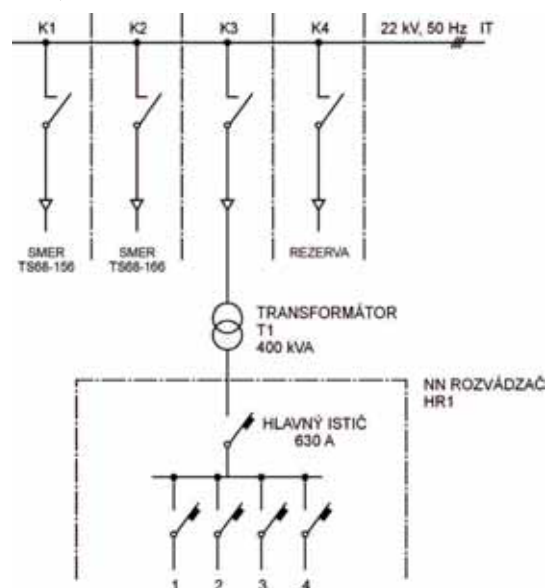 K1 K2 K3 K4 22 kV, 50 Hz IT
SMER
TS68-156
SMER
TS68-166
REZERVA
TRANSFORMÁTOR
T1
400 kVA
NN ROZVÁDZAČ
HR1
HLAVNÝ ISTIČ
630 A
1 2 3 4